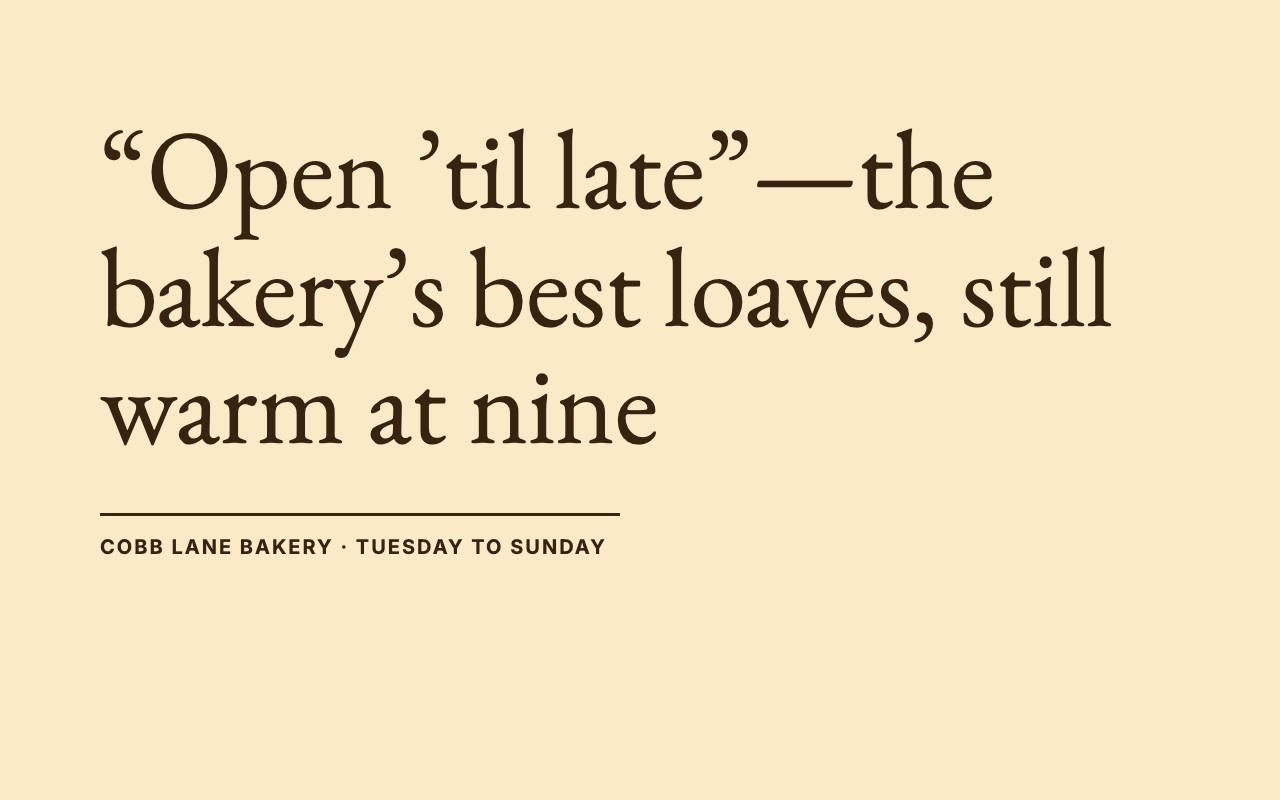 “Open ’til late”—the
bakery’s best loaves, still
warm at nine
COBB LANE BAKERY · TUESDAY TO SUNDAY